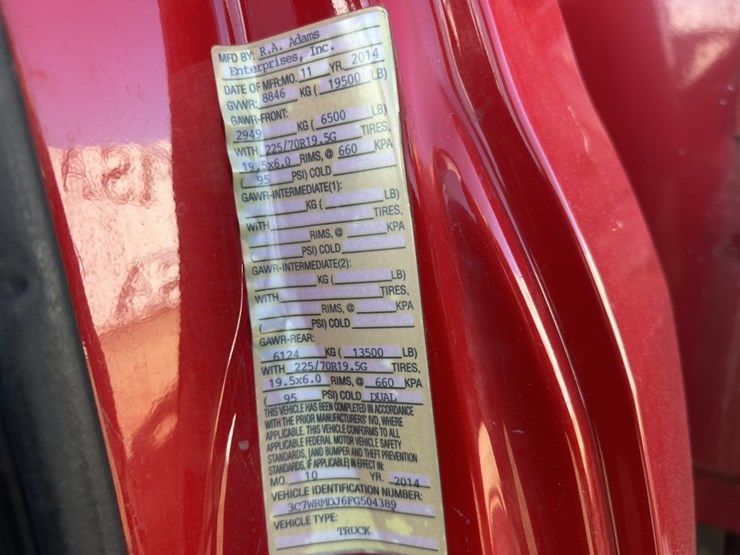 MFD BY: R.A. Adams
Enterprises, Inc.
DATE OF MFR:MO. 11 YR. 2014
GVWR: 8846 KG ( 19500 LB)
GAWR-FRONT:
2949 KG ( 6500 LB)
WITH 225/70R19.5G TIRES,
19.5x6.0 RIMS, @ 660 KPA
( 95 PSI) COLD
GAWR-INTERMEDIATE(1):
KG ( LB)
WITH TIRES,
RIMS, @ KPA
( PSI) COLD
GAWR-INTERMEDIATE(2):
KG ( LB)
WITH TIRES,
RIMS, @ KPA
( PSI) COLD
GAWR-REAR:
6124 KG ( 13500 LB)
WITH 225/70R19.5G TIRES,
19.5x6.0 RIMS, @ 660 KPA
( 95 PSI) COLD DUAL
THIS VEHICLE HAS BEEN COMPLETED IN ACCORDANCE
WITH THE PRIOR MANUFACTURERS' IVD, WHERE
APPLICABLE. THIS VEHICLE CONFORMS TO ALL
APPLICABLE FEDERAL MOTOR VEHICLE SAFETY
STANDARDS, (AND BUMPER AND THEFT PREVENTION
STANDARDS, IF APPLICABLE) IN EFFECT IN:
MO. 10 YR. 2014
VEHICLE IDENTIFICATION NUMBER:
3C7WRMDJ6FG504389
VEHICLE TYPE:
TRUCK